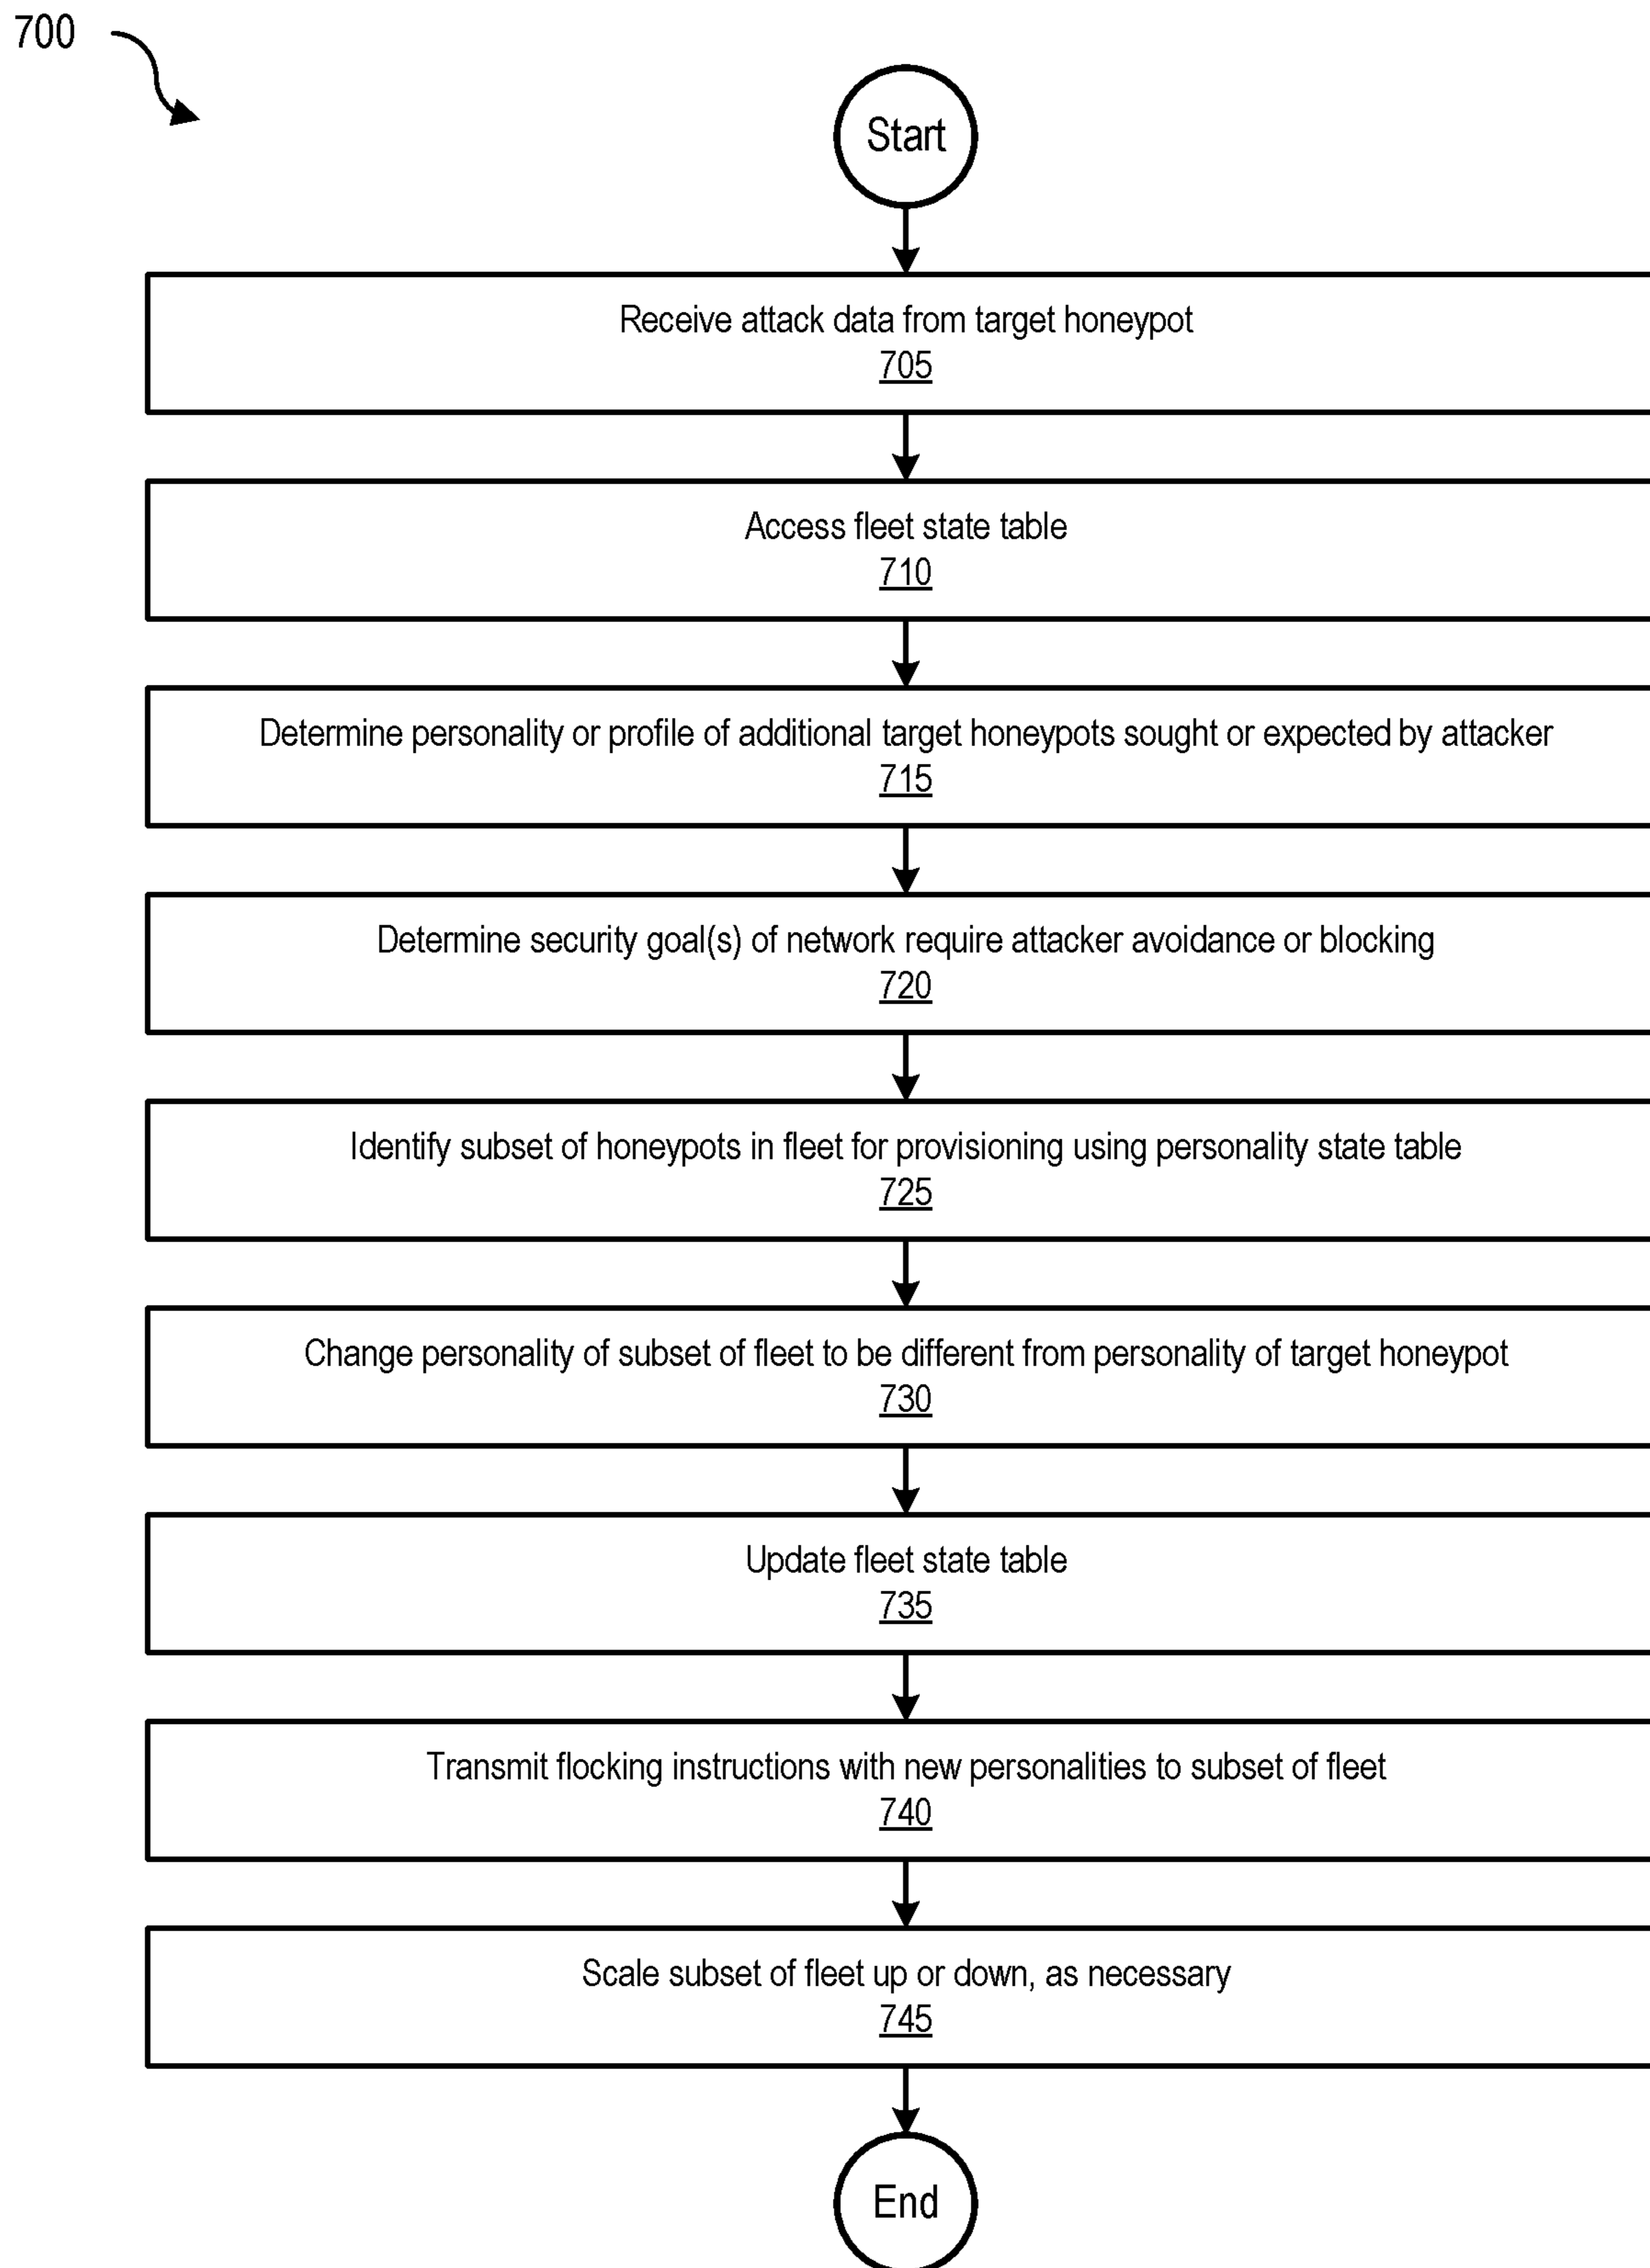 700
Start
Receive attack data from target honeypot
705
Access fleet state table
710
Determine personality or profile of additional target honeypots sought or expected by attacker
715
Determine security goal(s) of network require attacker avoidance or blocking
720
Identify subset of honeypots in fleet for provisioning using personality state table
725
Change personality of subset of fleet to be different from personality of target honeypot
730
Update fleet state table
735
Transmit flocking instructions with new personalities to subset of fleet
740
Scale subset of fleet up or down, as necessary
745
End